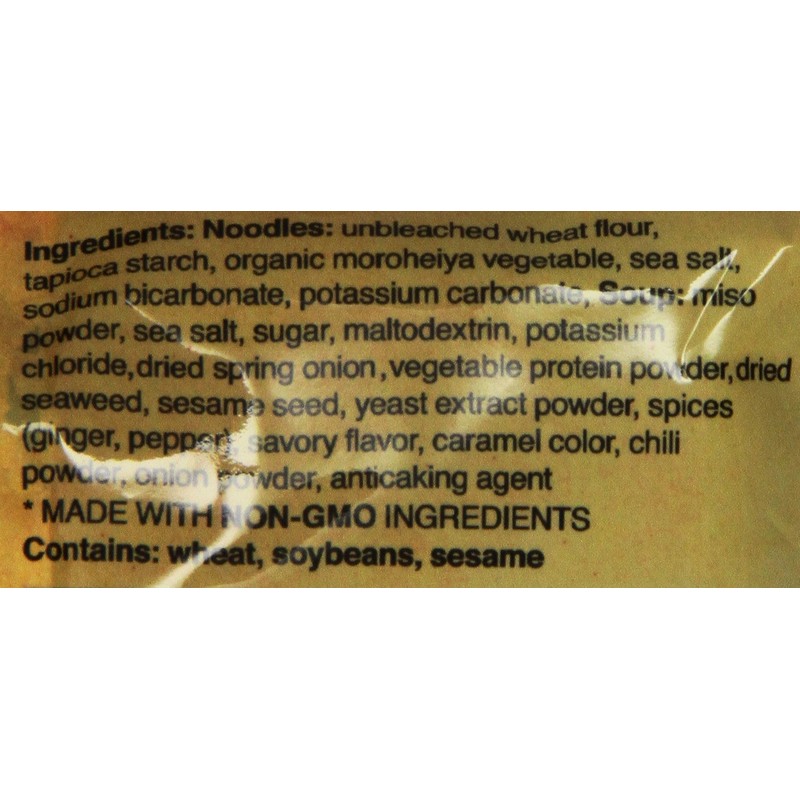 Ingredients: Noodles: unbleached wheat flour,
tapioca starch, organic moroheiya vegetable, sea salt,
sodium bicarbonate, potassium carbonate, Soup: miso
powder, sea salt, sugar, maltodextrin, potassium
chloride,dried spring onion,vegetable protein powder,dried
seaweed, sesame seed, yeast extract powder, spices
(ginger, pepper), savory flavor, caramel color, chili
powder, onion powder, anticaking agent
* MADE WITH NON-GMO INGREDIENTS
Contains: wheat, soybeans, sesame